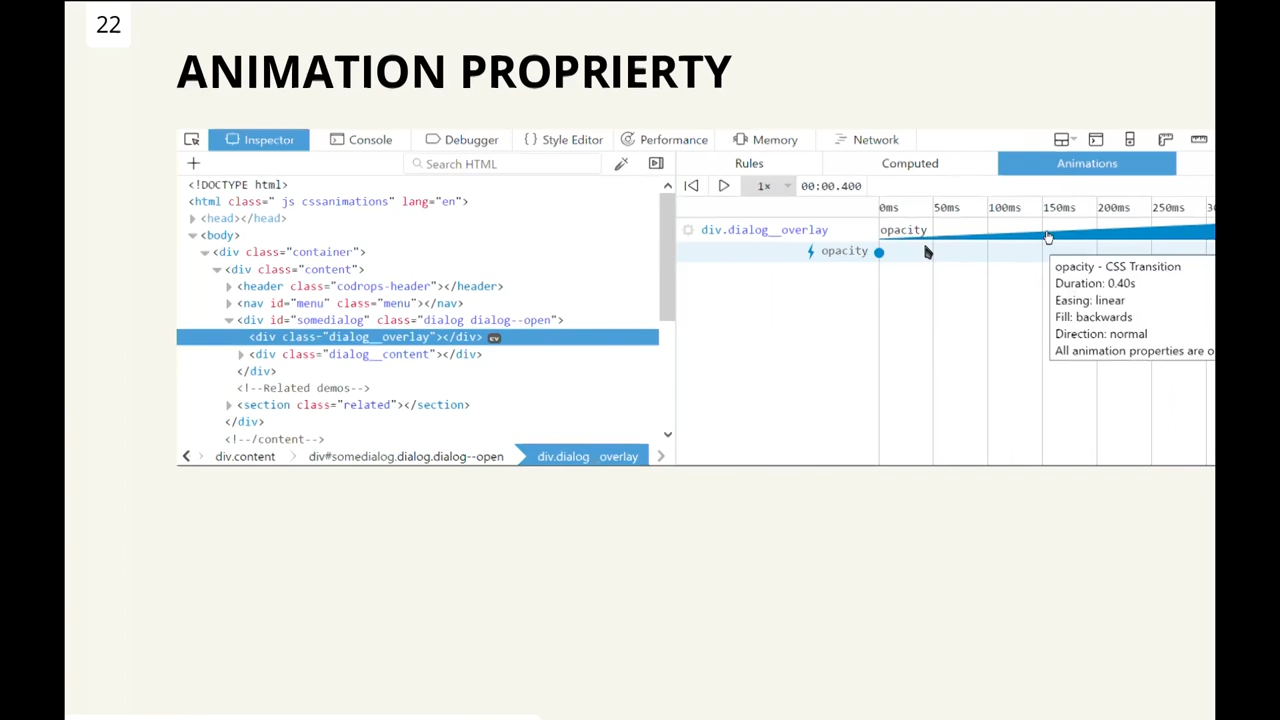 22
ANIMATION PROPRIERTY
Inspector Console Debugger { } Style Editor Performance Memory Network
+ Search HTML Rules Computed Animations
1× 00:00.400
<!DOCTYPE html>
<html class=" js cssanimations" lang="en">
<head></head>
<body>
<div class="container">
<div class="content">
<header class="codrops-header"></header>
<nav id="menu" class="menu"></nav>
<div id="somedialog" class="dialog dialog--open">
<div class="dialog__overlay"></div> ev
<div class="dialog__content"></div>
</div>
<!--Related demos-->
<section class="related"></section>
</div>
<!--/content-->
div.content div#somedialog.dialog.dialog--open div.dialog overlay
0ms 50ms 100ms 150ms 200ms 250ms
div.dialog__overlay opacity
opacity
opacity - CSS Transition
Duration: 0.40s
Easing: linear
Fill: backwards
Direction: normal
All animation properties are o